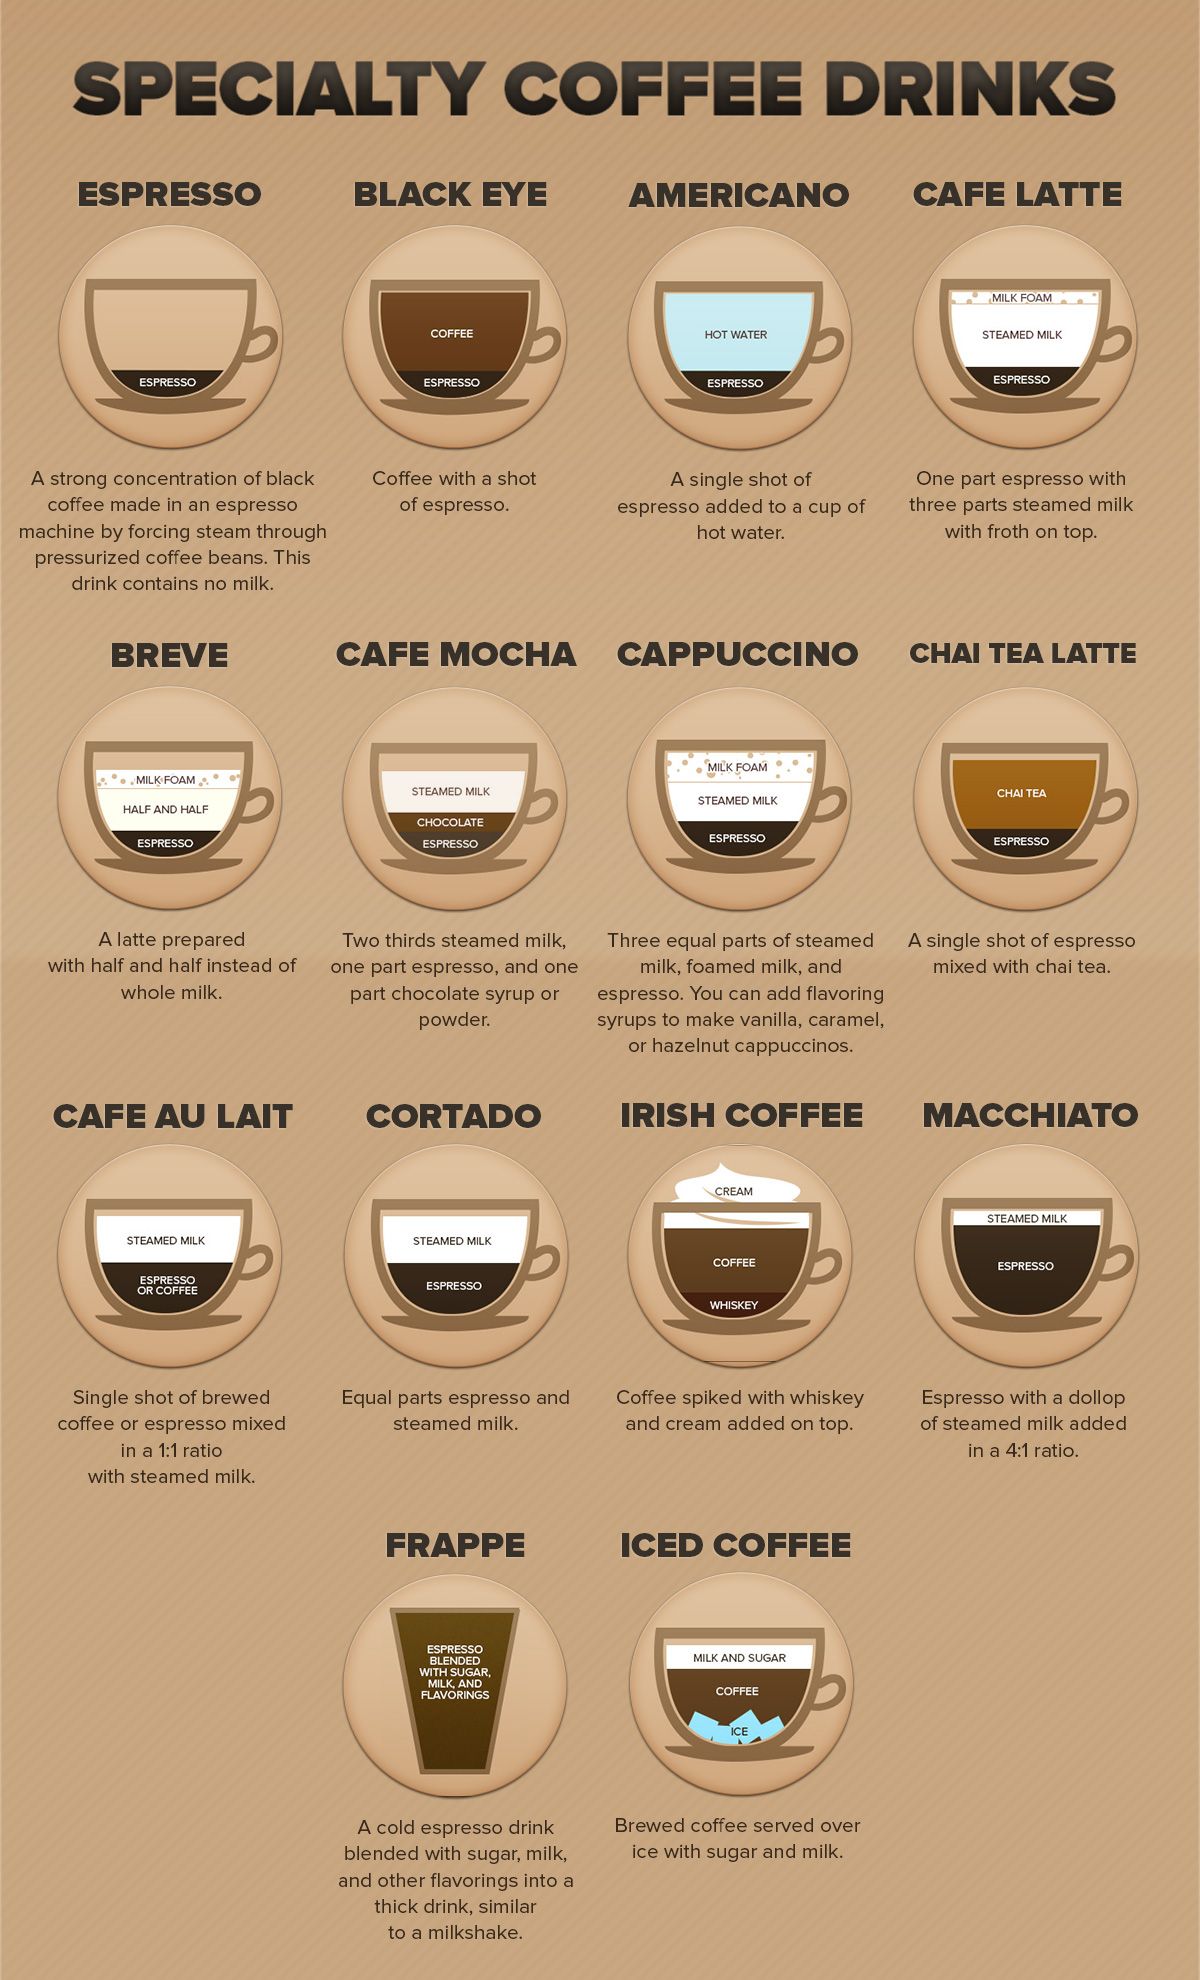 SPECIALTY COFFEE DRINKS
ESPRESSO
ESPRESSO
A strong concentration of black
coffee made in an espresso
machine by forcing steam through
pressurized coffee beans. This
drink contains no milk.
BLACK EYE
COFFEE
ESPRESSO
Coffee with a shot
of espresso.
AMERICANO
HOT WATER
ESPRESSO
A single shot of
espresso added to a cup of
hot water.
CAFE LATTE
MILK FOAM
STEAMED MILK
ESPRESSO
One part espresso with
three parts steamed milk
with froth on top.
BREVE
MILK FOAM
HALF AND HALF
ESPRESSO
A latte prepared
with half and half instead of
whole milk.
CAFE MOCHA
STEAMED MILK
CHOCOLATE
ESPRESSO
Two thirds steamed milk,
one part espresso, and one
part chocolate syrup or
powder.
CAPPUCCINO
MILK FOAM
STEAMED MILK
ESPRESSO
Three equal parts of steamed
milk, foamed milk, and
espresso. You can add flavoring
syrups to make vanilla, caramel,
or hazelnut cappuccinos.
CHAI TEA LATTE
CHAI TEA
ESPRESSO
A single shot of espresso
mixed with chai tea.
CAFE AU LAIT
STEAMED MILK
ESPRESSO
OR COFFEE
Single shot of brewed
coffee or espresso mixed
in a 1:1 ratio
with steamed milk.
CORTADO
STEAMED MILK
ESPRESSO
Equal parts espresso and
steamed milk.
IRISH COFFEE
CREAM
COFFEE
WHISKEY
Coffee spiked with whiskey
and cream added on top.
MACCHIATO
STEAMED MILK
ESPRESSO
Espresso with a dollop
of steamed milk added
in a 4:1 ratio.
FRAPPE
ESPRESSO
BLENDED
WITH SUGAR,
MILK, AND
FLAVORINGS
A cold espresso drink
blended with sugar, milk,
and other flavorings into a
thick drink, similar
to a milkshake.
ICED COFFEE
MILK AND SUGAR
COFFEE
ICE
Brewed coffee served over
ice with sugar and milk.